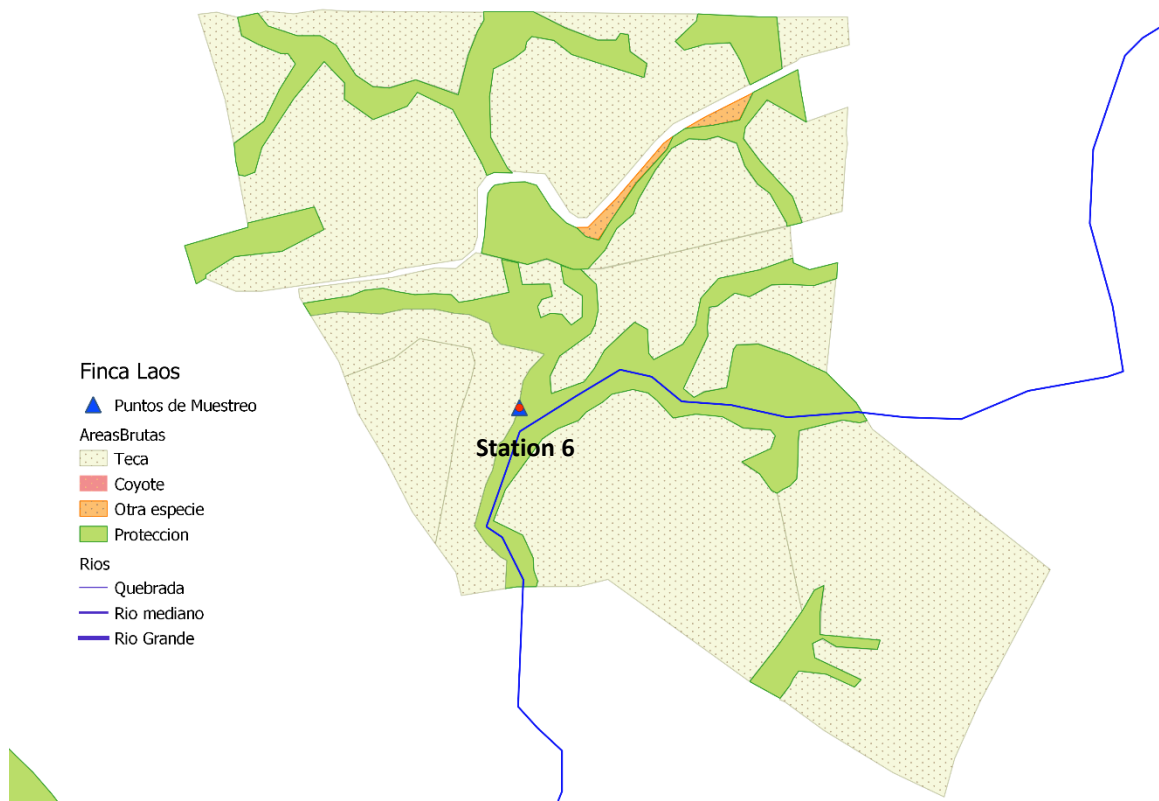 Finca Laos
Puntos de Muestreo
AreasBrutas
Teca
Coyote
Otra especie
Proteccion
Rios
Quebrada
Rio mediano
Rio Grande
Station 6